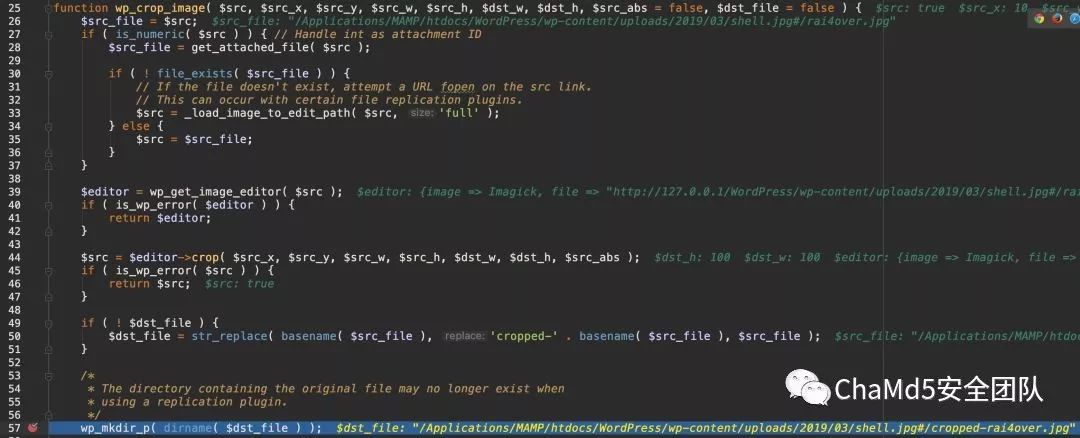 25 function wp_crop_image( $src, $src_x, $src_y, $src_w, $src_h, $dst_w, $dst_h, $src_abs = false, $dst_file = false ) { $src: true $src_x: 10
26 $src_file = $src; $src_file: "/Applications/MAMP/htdocs/WordPress/wp-content/uploads/2019/03/shell.jpg#/rai4over.jpg"
27 if ( is_numeric( $src ) ) { // Handle int as attachment ID
28 $src_file = get_attached_file( $src );
29
30 if ( ! file_exists( $src_file ) ) {
31 // If the file doesn't exist, attempt a URL fopen on the src link.
32 // This can occur with certain file replication plugins.
33 $src = _load_image_to_edit_path( $src, size: 'full' );
34 } else {
35 $src = $src_file;
36 }
37 }
38
39 $editor = wp_get_image_editor( $src ); $editor: {image => Imagick, file => "http://127.0.0.1/WordPress/wp-content/uploads/2019/03/shell.jpg#/rai
40 if ( is_wp_error( $editor ) ) {
41 return $editor;
42 }
43
44 $src = $editor->crop( $src_x, $src_y, $src_w, $src_h, $dst_w, $dst_h, $src_abs ); $dst_h: 100 $dst_w: 100 $editor: {image => Imagick, file =>
45 if ( is_wp_error( $src ) ) {
46 return $src; $src: true
47 }
48
49 if ( ! $dst_file ) {
50 $dst_file = str_replace( basename( $src_file ), replace: 'cropped-' . basename( $src_file ), $src_file ); $src_file: "/Applications/MAMP/htdoc
51 }
52
53 /*
54 * The directory containing the original file may no longer exist when
55 * using a replication plugin.
56 */
57 wp_mkdir_p( dirname( $dst_file ) ); $dst_file: "/Applications/MAMP/htdocs/WordPress/wp-content/uploads/2019/03/shell.jpg#/cropped-rai4over.jpg"
ChaMd5安全团队